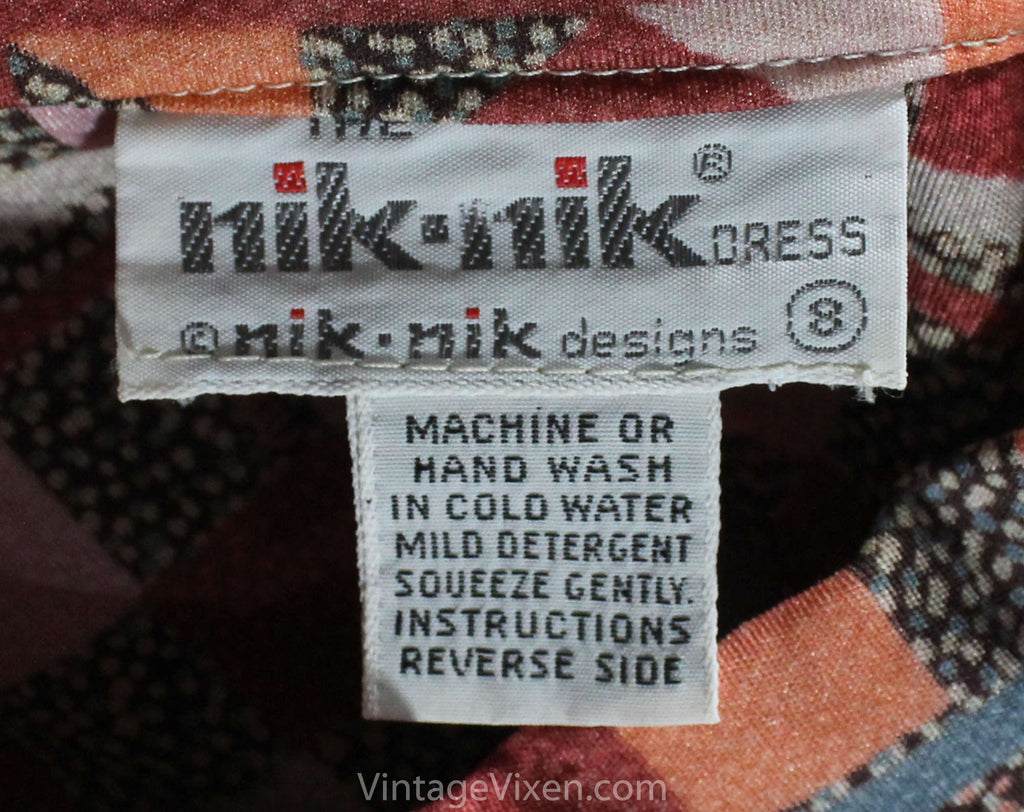 THE
nik·nik® DRESS
© nik·nik designs 8
MACHINE OR
HAND WASH
IN COLD WATER
MILD DETERGENT
SQUEEZE GENTLY.
INSTRUCTIONS
REVERSE SIDE
VintageVixen.com